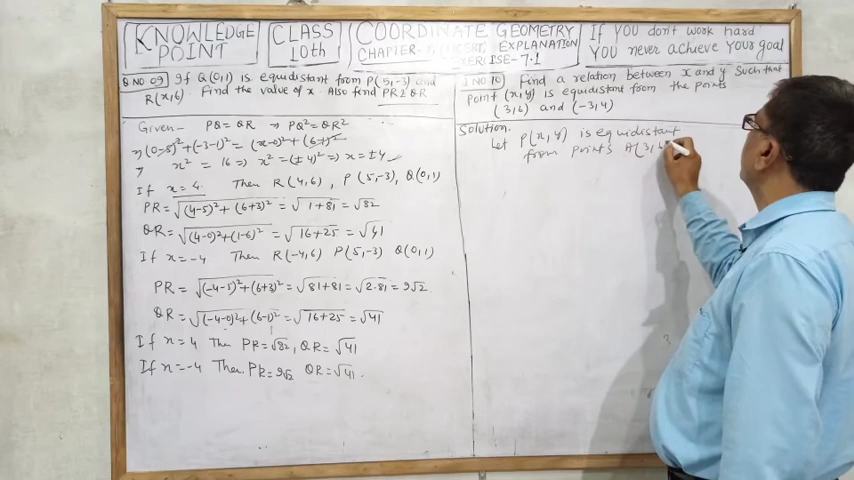 KNOWLEDGE
POINT
CLASS
10th
COORDINATE GEOMETRY
CHAPTER- EXPLANATION
EXERCISE-7.1
If YOU don't work hard
YOU never achieve YOUR goal
Q NO 09 If Q(0,1) is equidistant from P(5,-3) and
R(x,6). Find the value of x. Also find PR & QR
Given- PQ = QR ⇒ PQ² = QR²
⇒ (0-5)²+(-3-1)² = (x-0)²+(6-1)²
⇒ x² = 16 ⇒ x² = (±4)² ⇒ x = ±4
If x = 4. Then R(4,6), P(5,-3), Q(0,1)
PR = √(4-5)²+(6+3)² = √1+81 = √82
QR = √(4-0)²+(1-6)² = √16+25 = √41
If x = -4 Then R(-4,6) P(5,-3) Q(0,1)
PR = √(-4-5)²+(6+3)² = √81+81 = √2.81 = 9√2
QR = √(-4-0)²+(6-1)² = √16+25 = √41
If x = 4 Then PR = √82, QR = √41
If x = -4 Then. PR = 9√2 QR = √41.
NO 10 Find a relation between x and y Such that
Point (x,y) is equidistant from the points
(3,6) and (-3,4)
Solution.
Let P(x,y) is equidistant
from points A(3,6